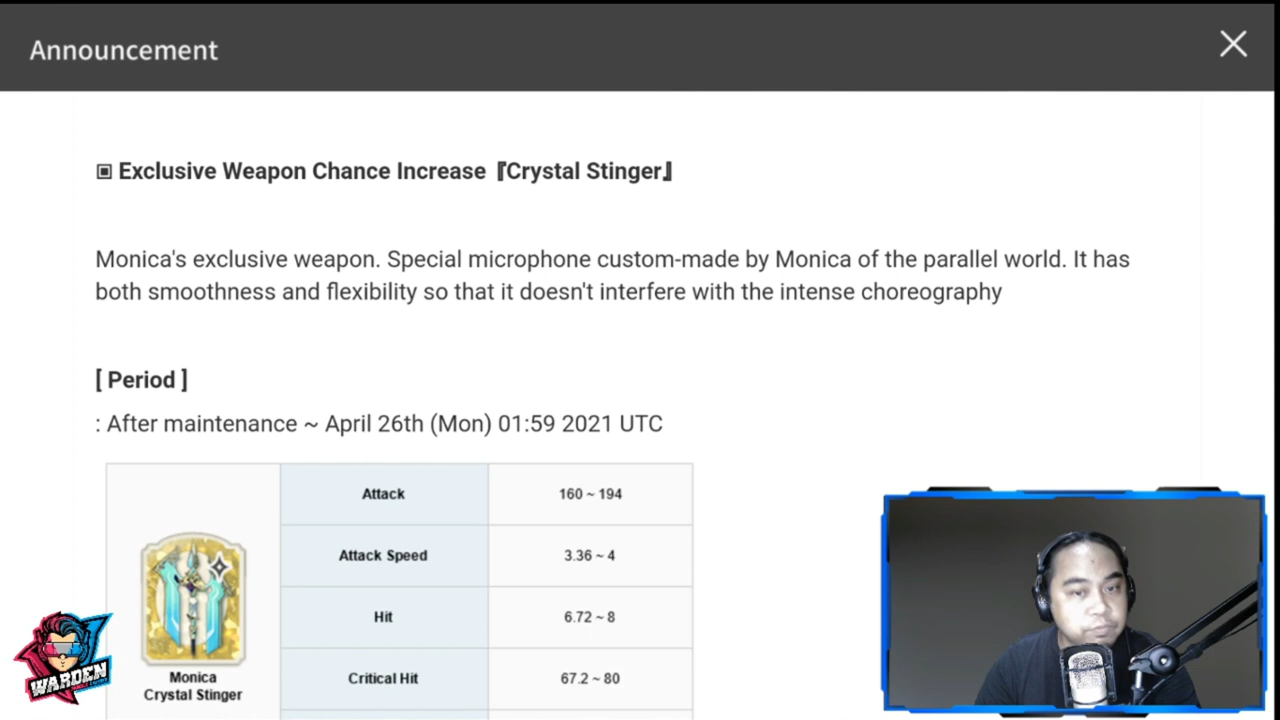 Announcement
▣ Exclusive Weapon Chance Increase『Crystal Stinger』
Monica's exclusive weapon. Special microphone custom-made by Monica of the parallel world. It has
both smoothness and flexibility so that it doesn't interfere with the intense choreography
[ Period ]
: After maintenance ~ April 26th (Mon) 01:59 2021 UTC
Attack 160 ~ 194
Attack Speed 3.36 ~ 4
Hit 6.72 ~ 8
Critical Hit 67.2 ~ 80
Monica
Crystal Stinger
WARDEN